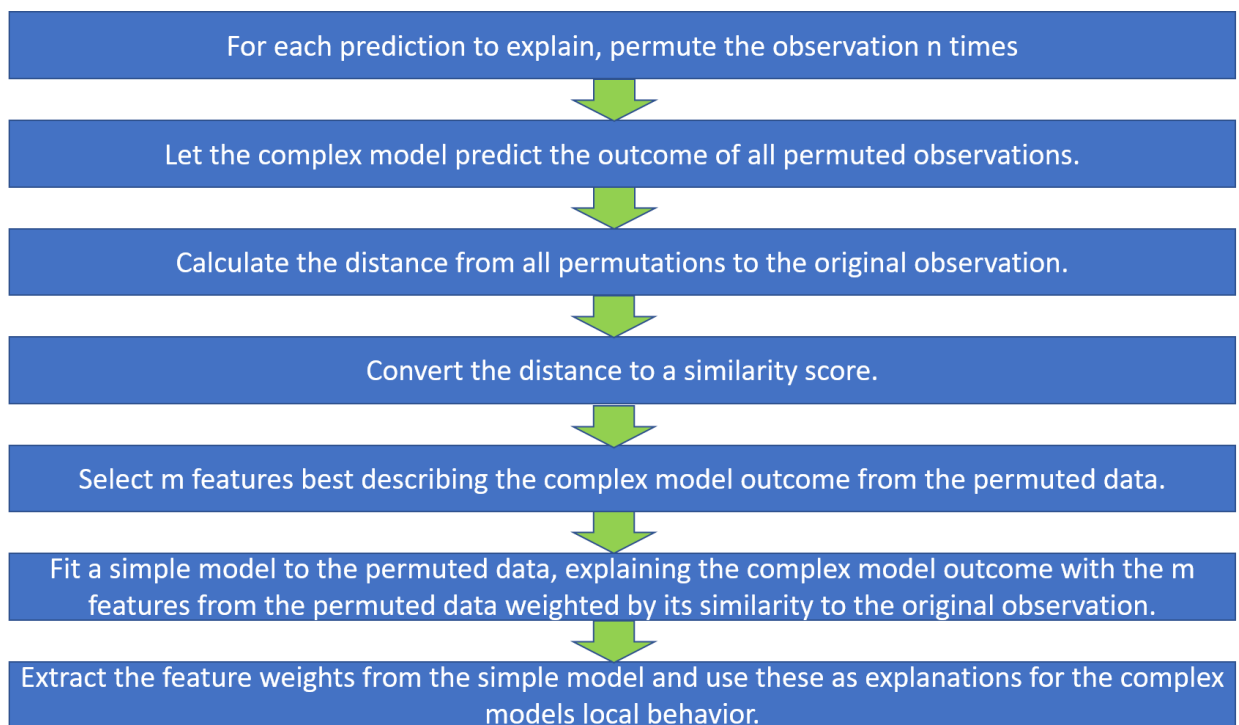 For each prediction to explain, permute the observation n times
Let the complex model predict the outcome of all permuted observations.
Calculate the distance from all permutations to the original observation.
Convert the distance to a similarity score.
Select m features best describing the complex model outcome from the permuted data.
Fit a simple model to the permuted data, explaining the complex model outcome with the m
features from the permuted data weighted by its similarity to the original observation.
Extract the feature weights from the simple model and use these as explanations for the complex
models local behavior.